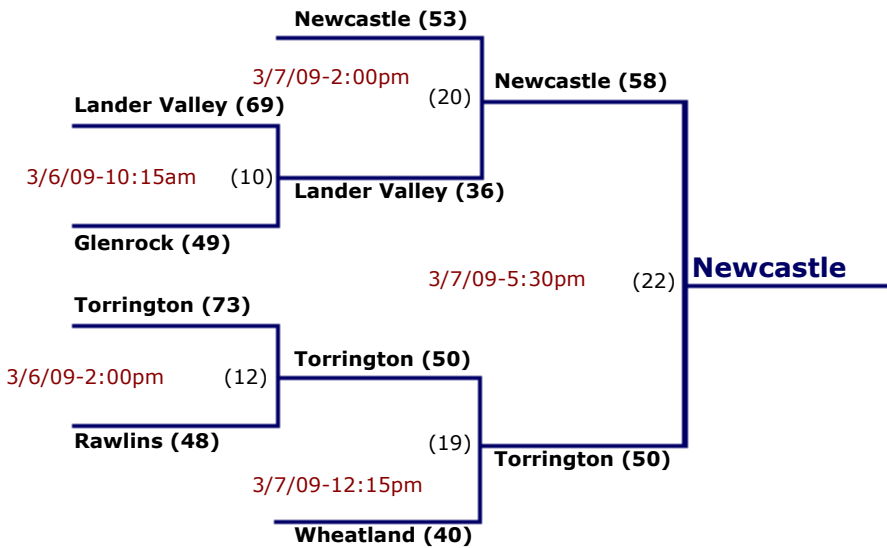 Newcastle (53)
3/7/09-2:00pm
(20)
Newcastle (58)
Lander Valley (69)
3/6/09-10:15am
(10)
Lander Valley (36)
Glenrock (49)
3/7/09-5:30pm
(22)
Newcastle
Torrington (73)
3/6/09-2:00pm
(12)
Torrington (50)
Rawlins (48)
(19)
Torrington (50)
3/7/09-12:15pm
Wheatland (40)